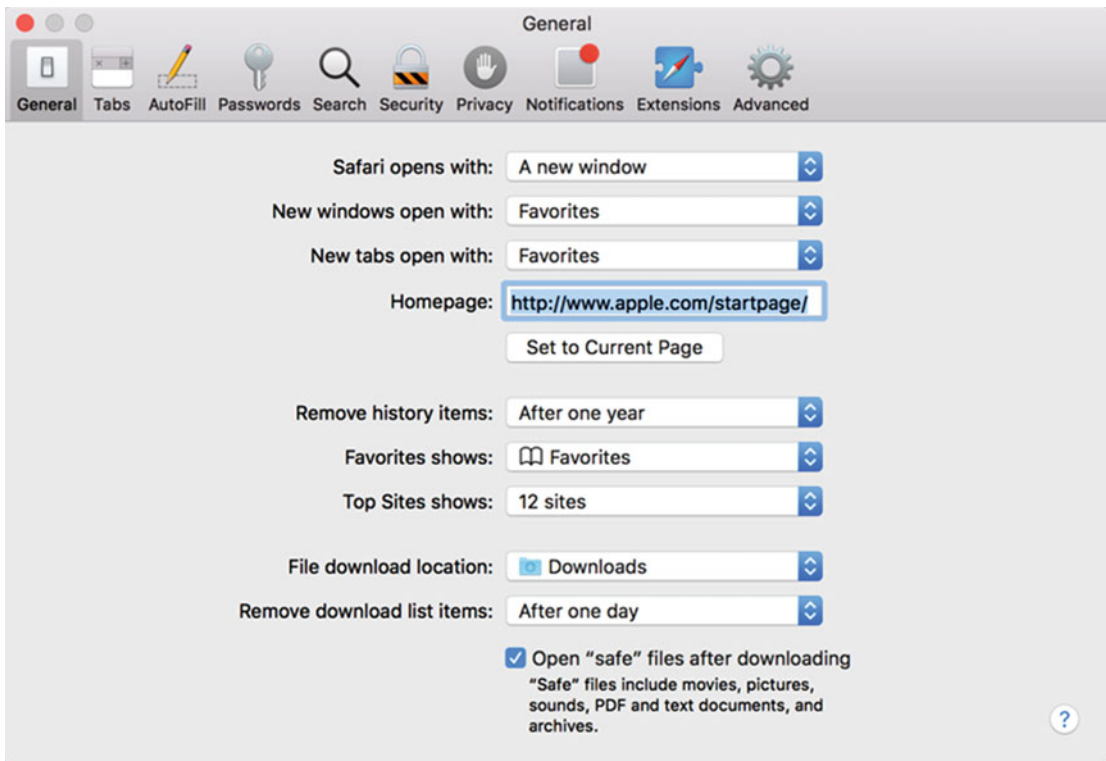 General
General Tabs AutoFill Passwords Search Security Privacy Notifications Extensions Advanced
Safari opens with: A new window
New windows open with: Favorites
New tabs open with: Favorites
Homepage: http://www.apple.com/startpage/
Set to Current Page
Remove history items: After one year
Favorites shows: Favorites
Top Sites shows: 12 sites
File download location: Downloads
Remove download list items: After one day
Open “safe” files after downloading
“Safe” files include movies, pictures,
sounds, PDF and text documents, and
archives.
?